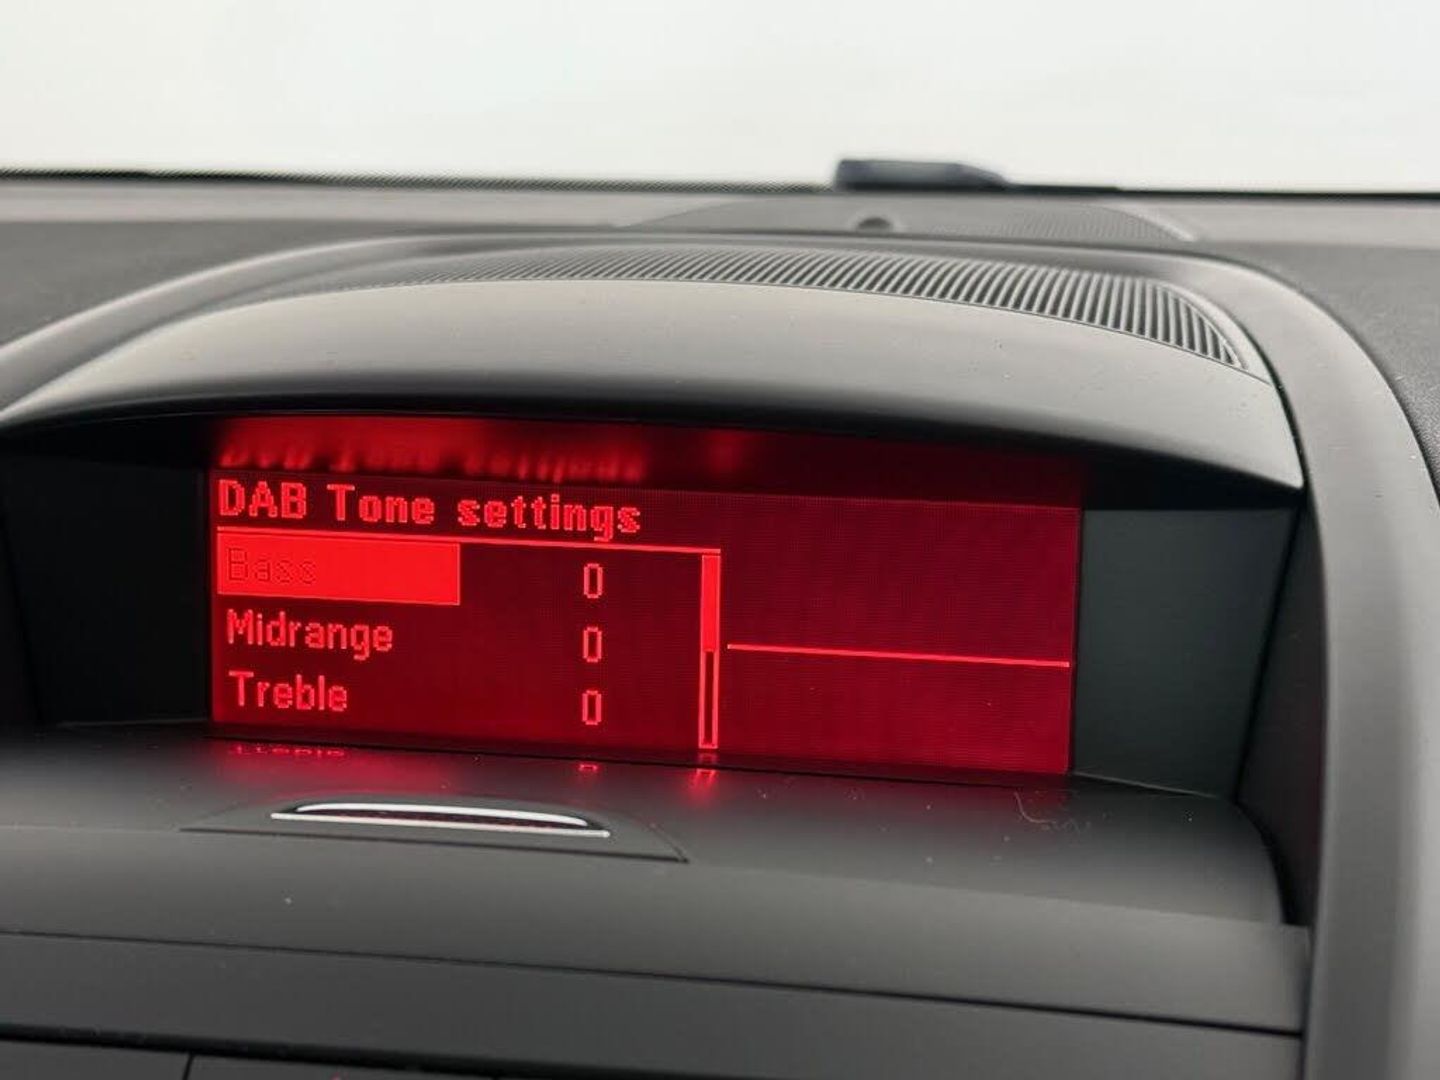 DAB Tone settings
Bass 0
Midrange 0
Treble 0